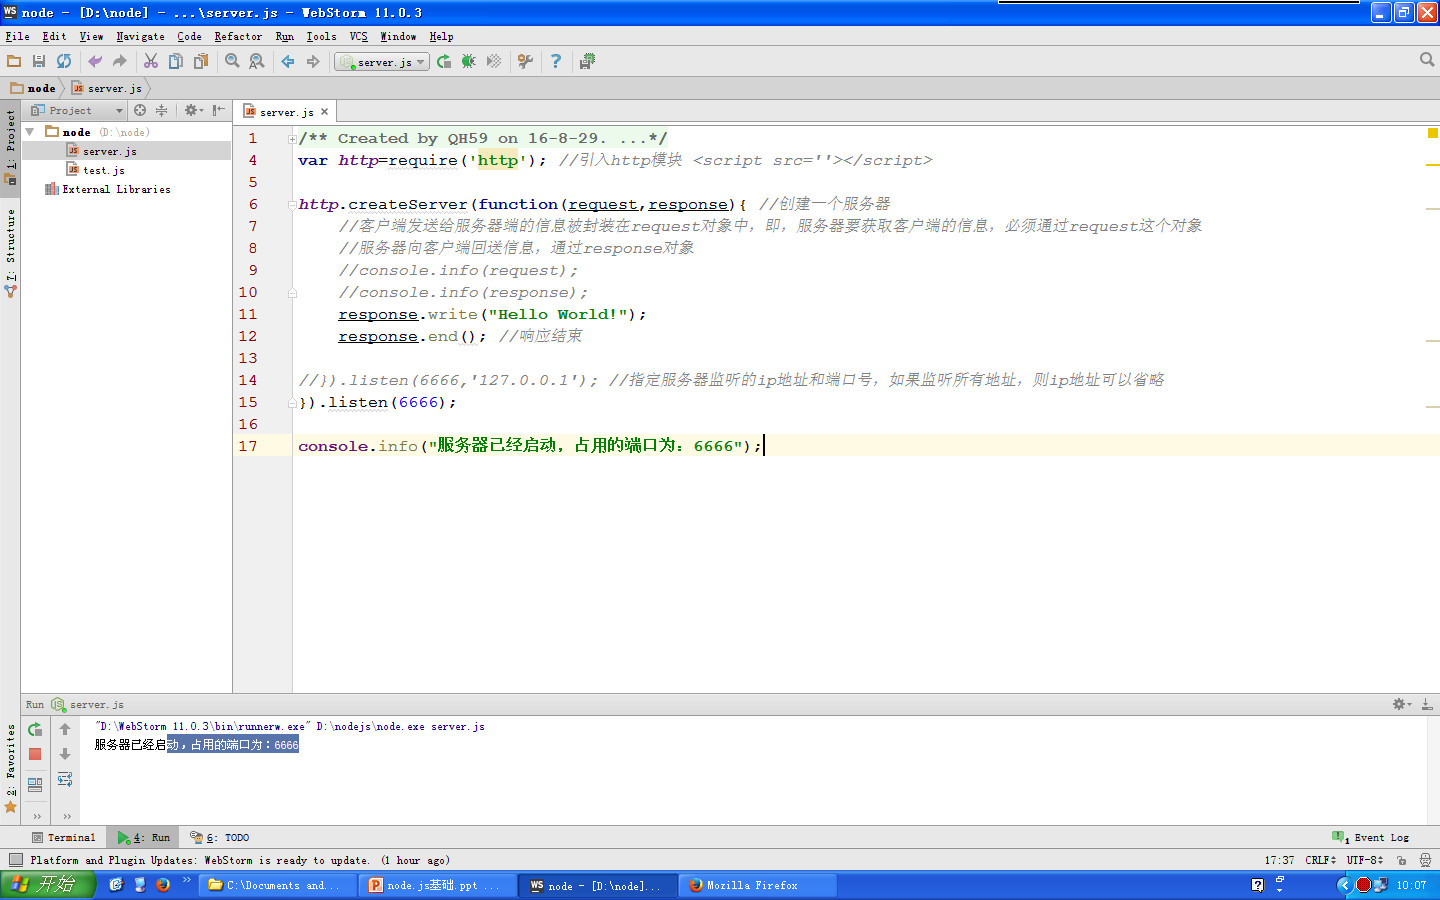 WS node - [D:\node] - ...\server.js - WebStorm 11.0.3
File Edit View Navigate Code Refactor Run Tools VCS Window Help
server.js
node server.js
1: Project
7: Structure
2: Favorites
Project
node (D:\node)
server.js
test.js
External Libraries
server.js
1 /** Created by QH59 on 16-8-29. ...*/
4 var http=require('http'); //引入http模块 <script src=''></script>
5
6 http.createServer(function(request,response){ //创建一个服务器
7 //客户端发送给服务器端的信息被封装在request对象中，即，服务器要获取客户端的信息，必须通过request这个对象
8 //服务器向客户端回送信息，通过response对象
9 //console.info(request);
10 //console.info(response);
11 response.write("Hello World!");
12 response.end(); //响应结束
13
14 //}).listen(6666,'127.0.0.1'); //指定服务器监听的ip地址和端口号，如果监听所有地址，则ip地址可以省略
15 }).listen(6666);
16
17 console.info("服务器已经启动，占用的端口为：6666");
Run server.js
"D:\WebStorm 11.0.3\bin\runnerw.exe" D:\nodejs\node.exe server.js
服务器已经启动，占用的端口为：6666
Terminal 4: Run 6: TODO 1 Event Log
Platform and Plugin Updates: WebStorm is ready to update. (1 hour ago) 17:37 CRLF UTF-8
开始 C:\Documents and... node.js基础.ppt ... WS node - [D:\node]... Mozilla Firefox 10:07